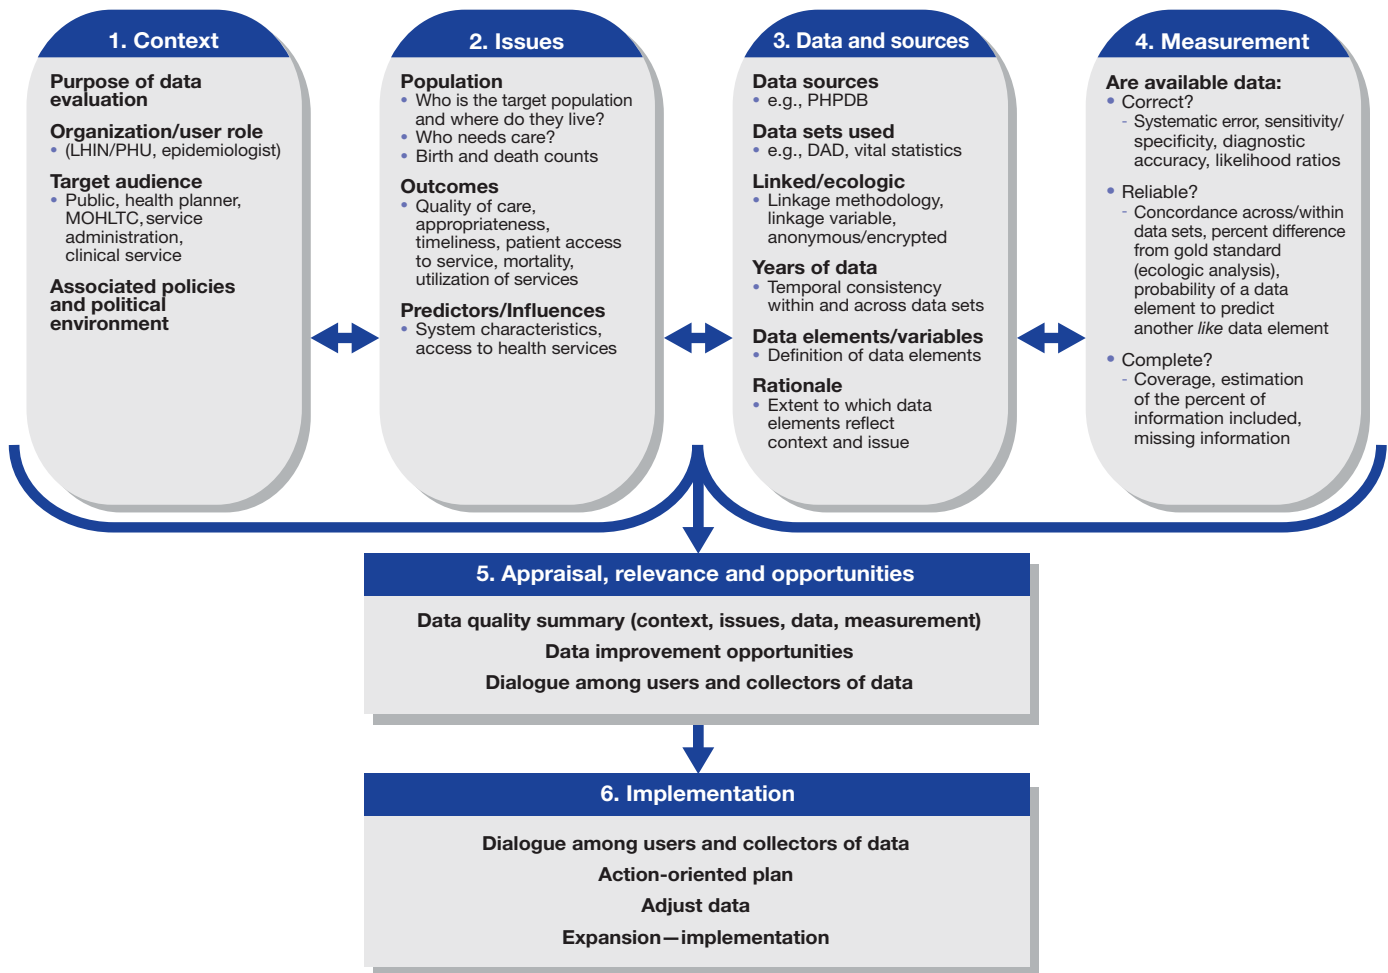 1. Context
Purpose of data
evaluation
Organization/user role
• (LHIN/PHU, epidemiologist)
Target audience
• Public, health planner,
MOHLTC, service
administration,
clinical service
Associated policies
and political
environment
2. Issues
Population
• Who is the target population
and where do they live?
• Who needs care?
• Birth and death counts
Outcomes
• Quality of care,
appropriateness,
timeliness, patient access
to service, mortality,
utilization of services
Predictors/Influences
• System characteristics,
access to health services
3. Data and sources
Data sources
• e.g., PHPDB
Data sets used
• e.g., DAD, vital statistics
Linked/ecologic
• Linkage methodology,
linkage variable,
anonymous/encrypted
Years of data
• Temporal consistency
within and across data sets
Data elements/variables
• Definition of data elements
Rationale
• Extent to which data
elements reflect
context and issue
4. Measurement
Are available data:
• Correct?
- Systematic error, sensitivity/
specificity, diagnostic
accuracy, likelihood ratios
• Reliable?
- Concordance across/within
data sets, percent difference
from gold standard
(ecologic analysis),
probability of a data
element to predict
another like data element
• Complete?
- Coverage, estimation
of the percent of
information included,
missing information
5. Appraisal, relevance and opportunities
Data quality summary (context, issues, data, measurement)
Data improvement opportunities
Dialogue among users and collectors of data
6. Implementation
Dialogue among users and collectors of data
Action-oriented plan
Adjust data
Expansion—implementation